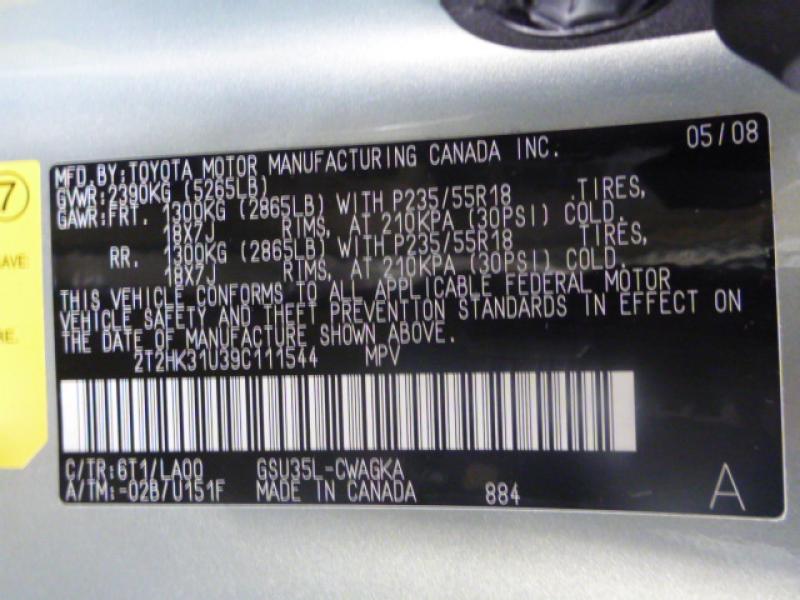 05/08
MFD.BY:TOYOTA MOTOR MANUFACTURING CANADA INC.
GVWR:2390KG (5265LB)
GAWR:FRT. 1300KG (2865LB) WITH P235/55R18 .TIRES,
18X7J RIMS, AT 210KPA (30PSI) COLD.
RR. 1300KG (2865LB) WITH P235/55R18 TIRES,
18X7J RIMS, AT 210KPA (30PSI) COLD.
THIS VEHICLE CONFORMS TO ALL APPLICABLE FEDERAL MOTOR
VEHICLE SAFETY AND THEFT PREVENTION STANDARDS IN EFFECT ON
THE DATE OF MANUFACTURE SHOWN ABOVE.
2T2HK31U39C111544 MPV
C/TR:6T1/LA00 GSU35L-CWAGKA
A/TM:-02B/U151F MADE IN CANADA 884
A
7